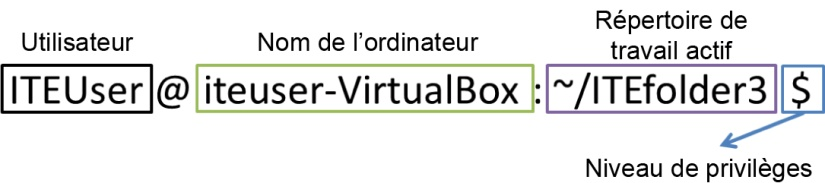 Utilisateur
Nom de l’ordinateur
Répertoire de
travail actif
ITEUser@ iteuser-VirtualBox : ~/ITEfolder3 $
Niveau de privilèges